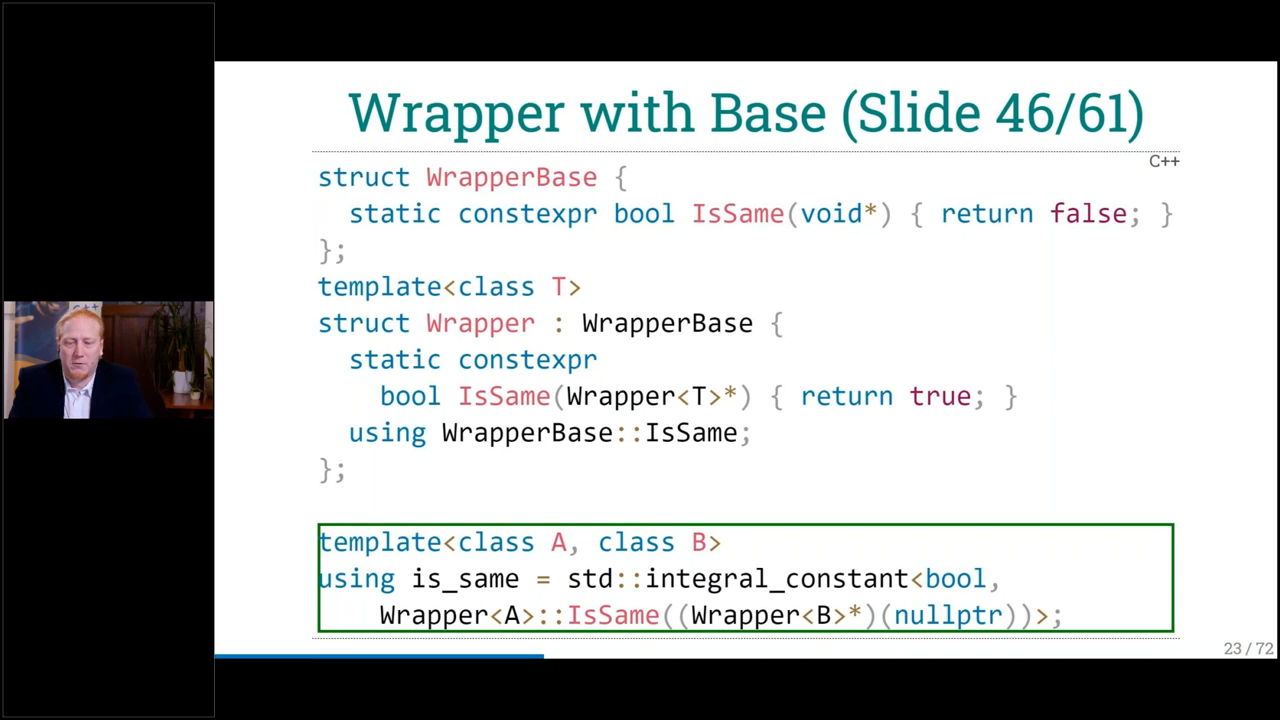 Wrapper with Base (Slide 46/61)
C++
struct WrapperBase {
  static constexpr bool IsSame(void*) { return false; }
};
template<class T>
struct Wrapper : WrapperBase {
  static constexpr
    bool IsSame(Wrapper<T>*) { return true; }
  using WrapperBase::IsSame;
};
template<class A, class B>
using is_same = std::integral_constant<bool,
    Wrapper<A>::IsSame((Wrapper<B>*)(nullptr))>;
23 / 72
C++